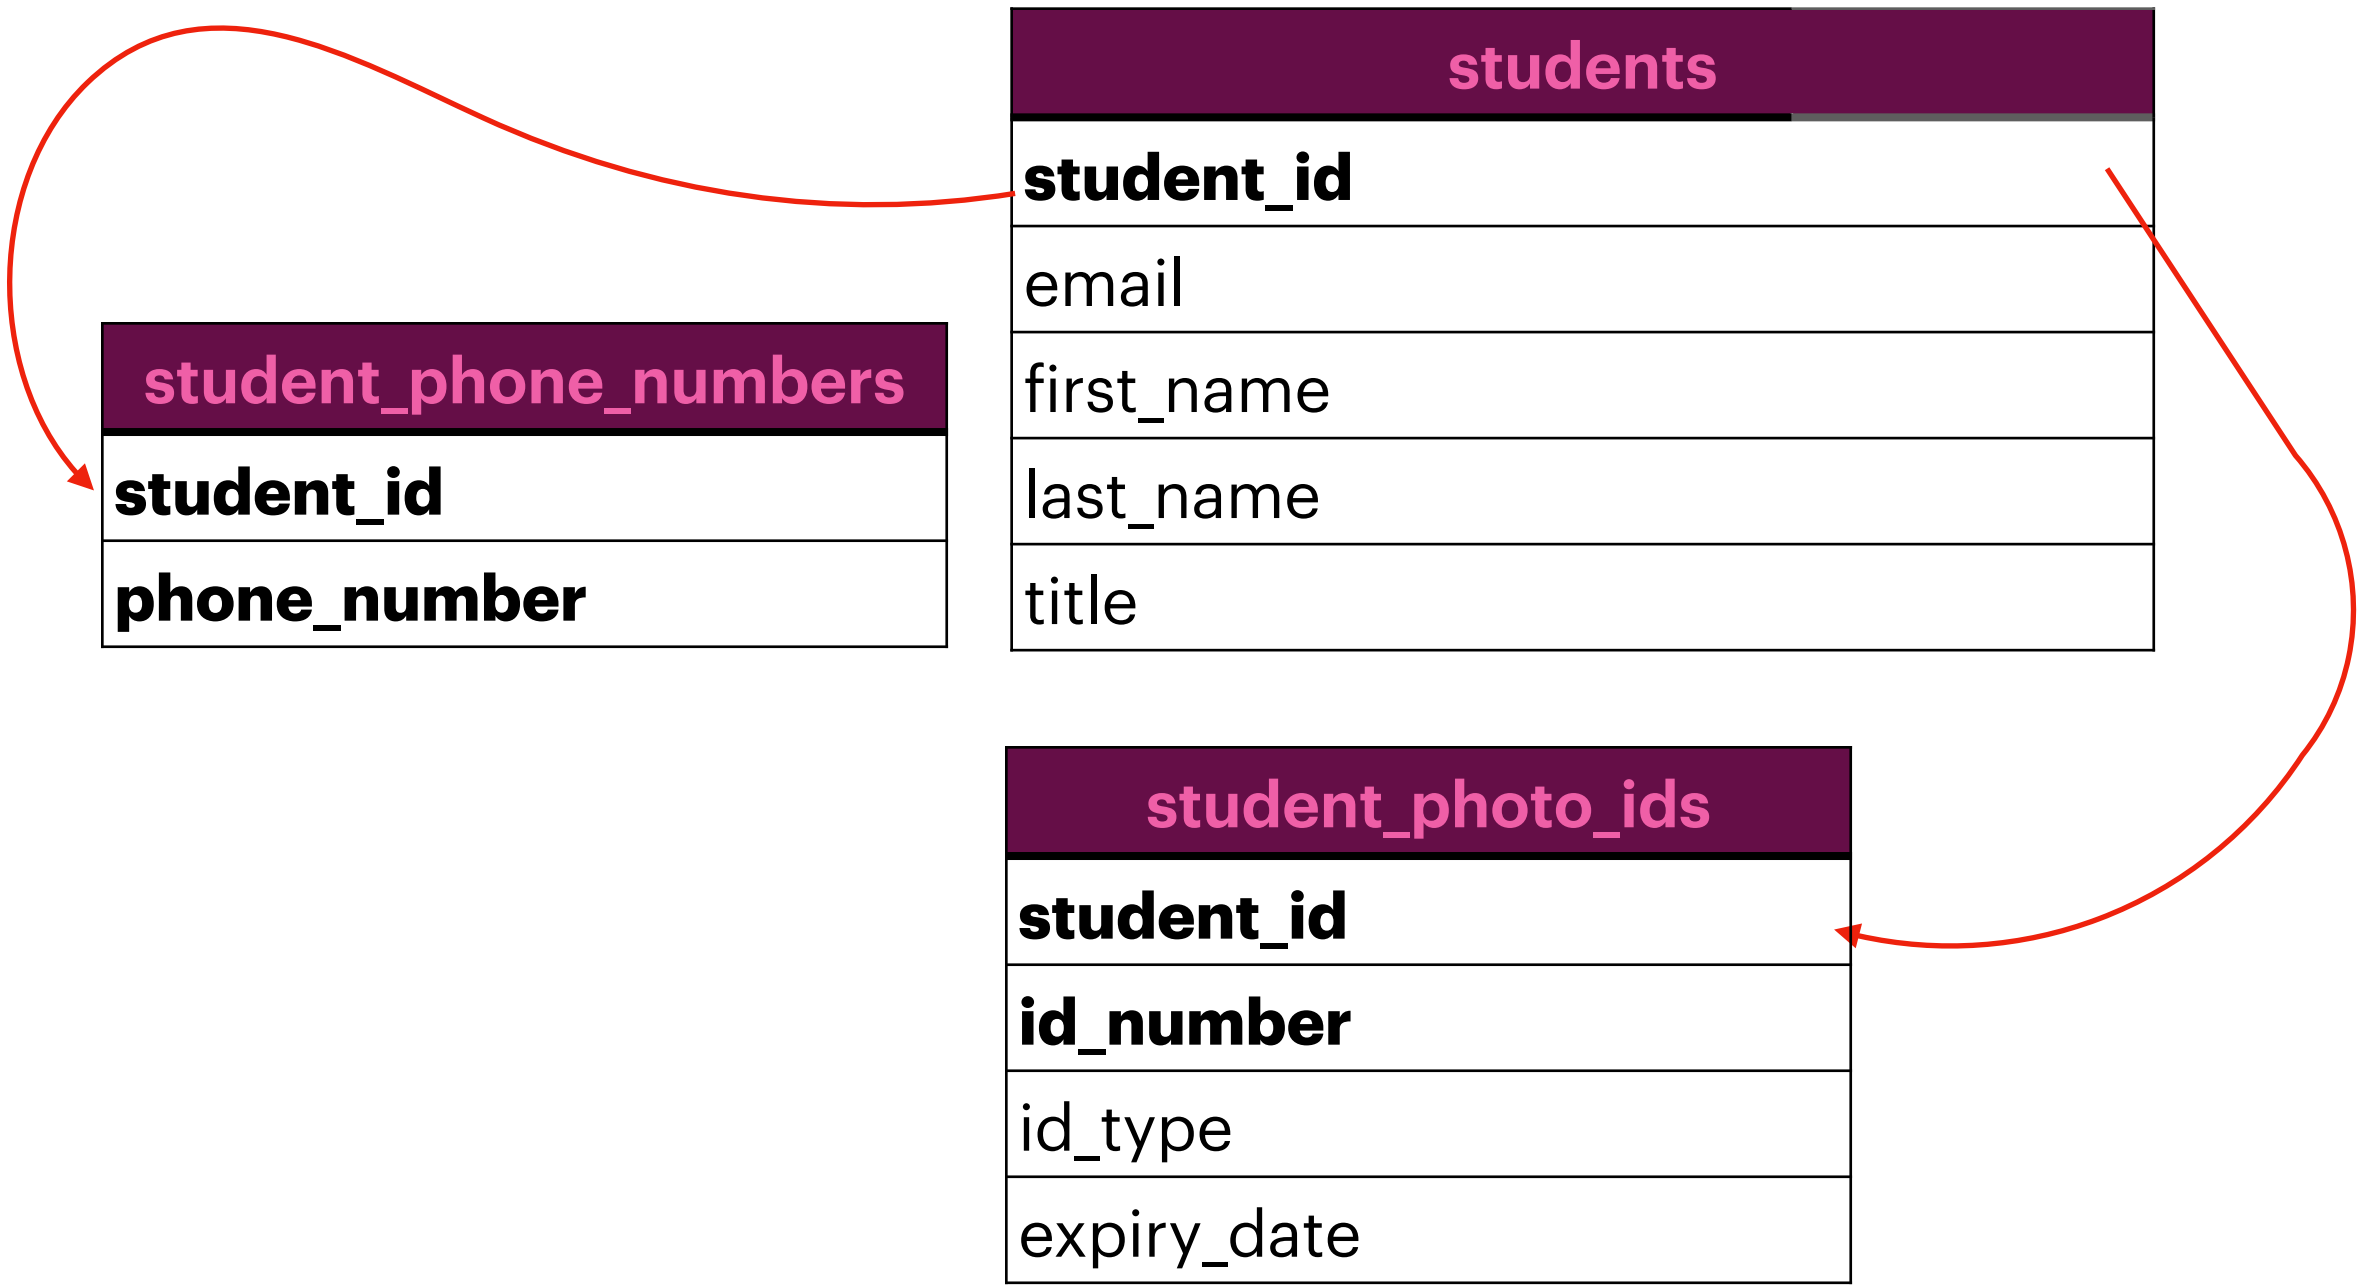 students
student_id
email
first_name
last_name
title
student_phone_numbers
student_id
phone_number
student_photo_ids
student_id
id_number
id_type
expiry_date